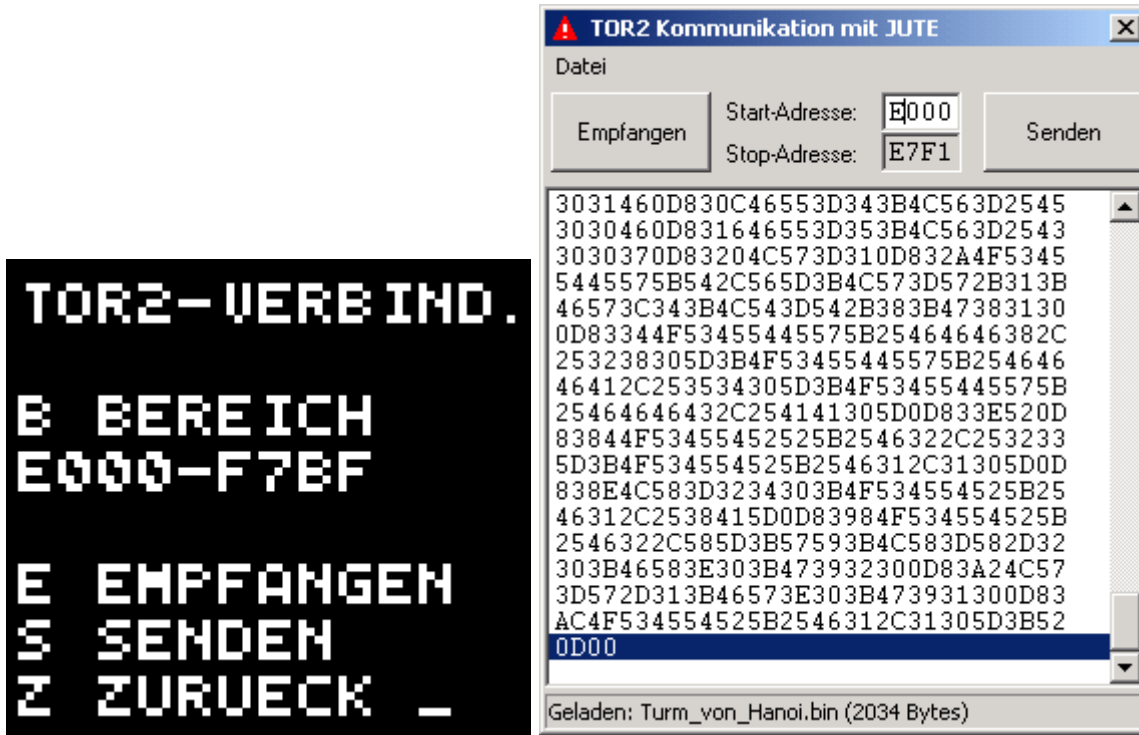 TOR2-VERBIND.
B BEREICH
E000-F7BF
E EMPFANGEN
S SENDEN
Z ZURUECK _
TOR2 Kommunikation mit JUTE
Datei
Empfangen
Start-Adresse: E000
Stop-Adresse: E7F1
Senden
3031460D830C46553D343B4C563D2545
3030460D831646553D353B4C563D2543
3030370D83204C573D310D832A4F5345
5445575B542C565D3B4C573D572B313B
46573C343B4C543D542B383B47383130
0D83344F53455445575B25464646382C
253238305D3B4F53455445575B254646
46412C253534305D3B4F53455445575B
25464646432C254141305D0D833E520D
83844F53455452525B2546322C253233
5D3B4F534554525B2546312C31305D0D
838E4C583D3234303B4F534554525B25
46312C2538415D0D83984F534554525B
2546322C585D3B57593B4C583D582D32
303B46583E303B473932300D83A24C57
3D572D313B46573E303B473931300D83
AC4F534554525B2546312C31305D3B52
0D00
Geladen: Turm_von_Hanoi.bin (2034 Bytes)